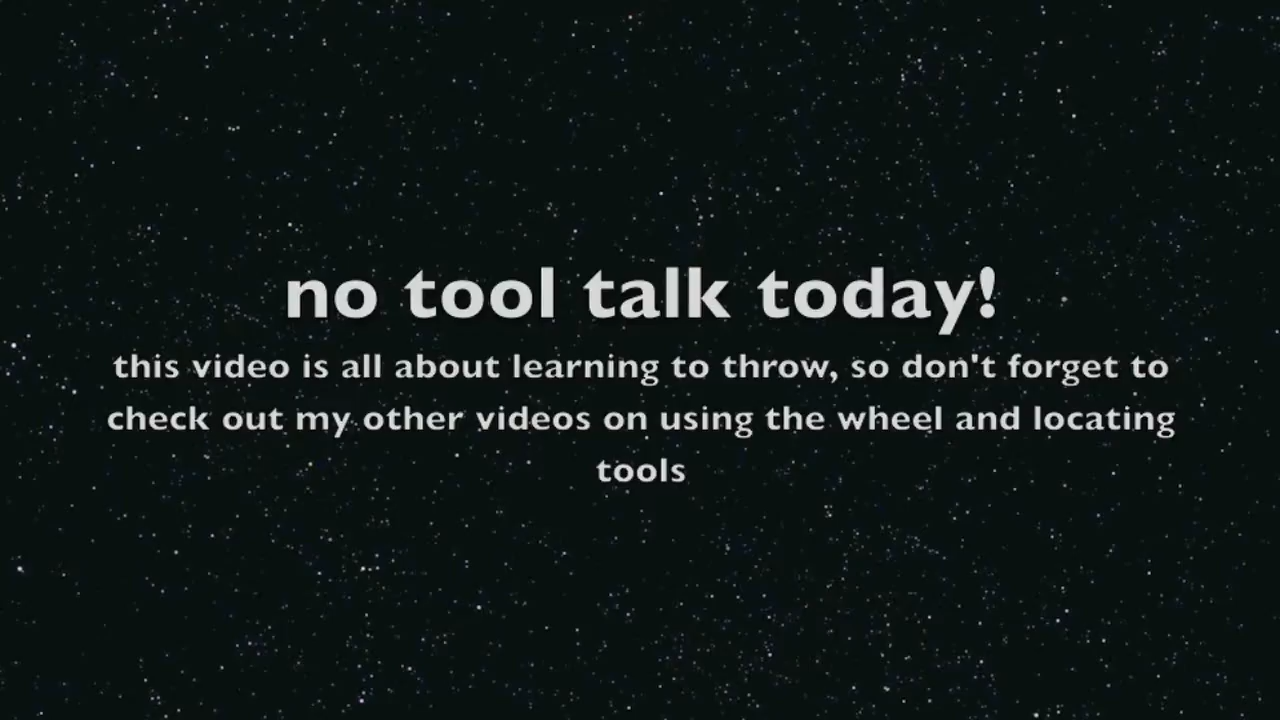 no tool talk today!
this video is all about learning to throw, so don't forget to
check out my other videos on using the wheel and locating
tools